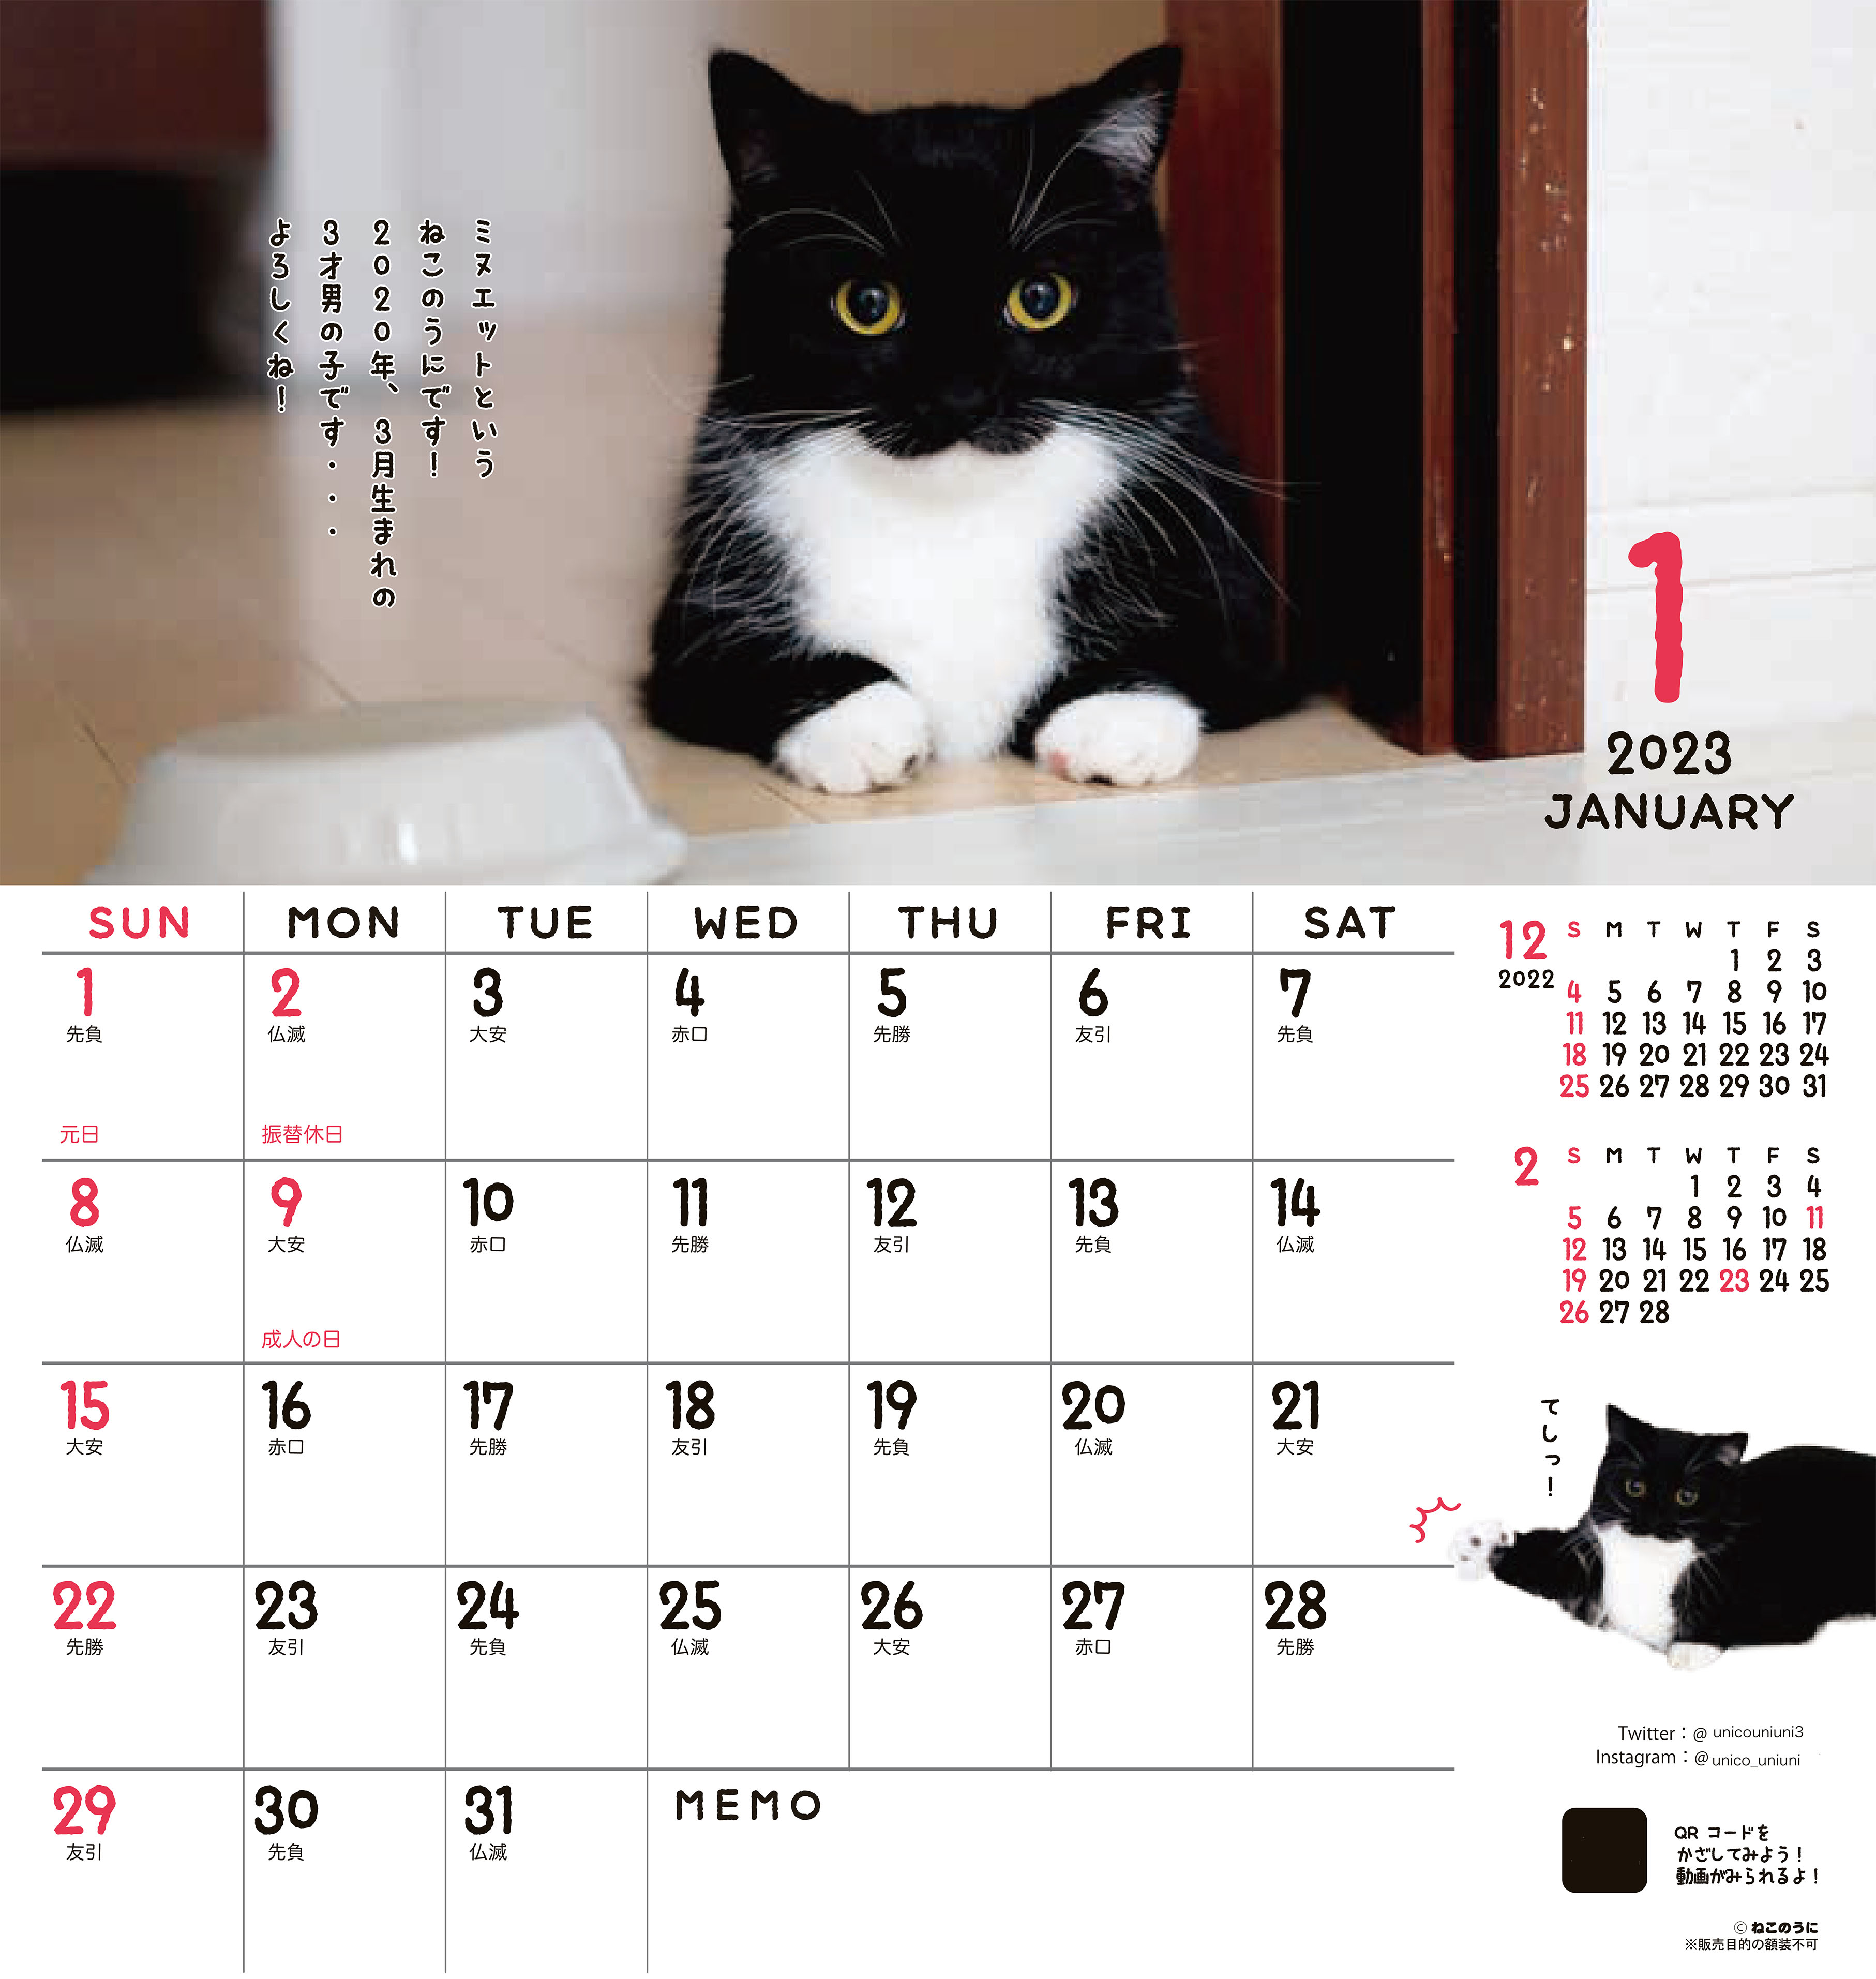 ミヌエットという
ねこのうにです!
2020年、3月生まれの
3才男の子です・・・
よろしくね!
1
2023
JANUARY
SUN MON TUE WED THU FRI SAT
1 2 3 4 5 6 7
先負 仏滅 大安 赤口 先勝 友引 先負
元日 振替休日
8 9 10 11 12 13 14
仏滅 大安 赤口 先勝 友引 先負 仏滅
成人の日
15 16 17 18 19 20 21
大安 赤口 先勝 友引 先負 仏滅 大安
22 23 24 25 26 27 28
先勝 友引 先負 仏滅 大安 赤口 先勝
29 30 31 MEMO
友引 先負 仏滅
12
2022
S M T W T F S
1 2 3
4 5 6 7 8 9 10
11 12 13 14 15 16 17
18 19 20 21 22 23 24
25 26 27 28 29 30 31
2
S M T W T F S
1 2 3 4
5 6 7 8 9 10 11
12 13 14 15 16 17 18
19 20 21 22 23 24 25
26 27 28
てしっ!
Twitter:@ unicouniuni3
Instagram:@ unico_uniuni
QR コードを
かざしてみよう!
動画がみられるよ!
© ねこのうに
※販売目的の額装不可